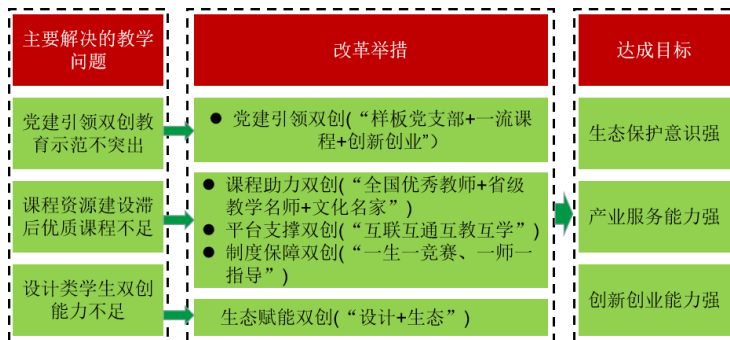 主要解决的教学
问题
党建引领双创教
育示范不突出
课程资源建设滞
后优质课程不足
设计类学生双创
能力不足
改革举措
● 党建引领双创(“样板党支部+一流课
程+创新创业”）
● 课程助力双创(“全国优秀教师+省级
教学名师+文化名家”)
● 平台支撑双创(“互联互通互教互学”)
● 制度保障双创(“一生一竞赛、一师一
指导”)
生态赋能双创(“设计+生态”)
达成目标
生态保护意识强
产业服务能力强
创新创业能力强